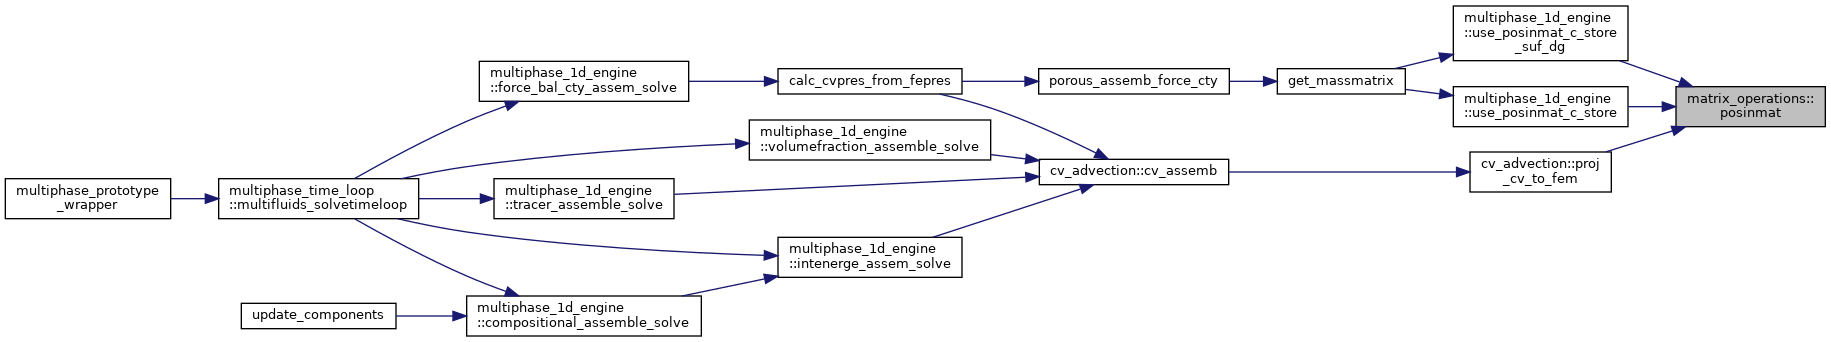 multiphase_prototype
_wrapper
multiphase_time_loop
::multifluids_solvetimeloop
update_components
multiphase_1d_engine
::force_bal_cty_assem_solve
multiphase_1d_engine
::tracer_assemble_solve
multiphase_1d_engine
::compositional_assemble_solve
calc_cvpres_from_fepres
multiphase_1d_engine
::volumefraction_assemble_solve
multiphase_1d_engine
::intenerge_assem_solve
porous_assemb_force_cty
cv_advection::cv_assemb
get_massmatrix
multiphase_1d_engine
::use_posinmat_c_store
_suf_dg
multiphase_1d_engine
::use_posinmat_c_store
cv_advection::proj
_cv_to_fem
matrix_operations::
posinmat